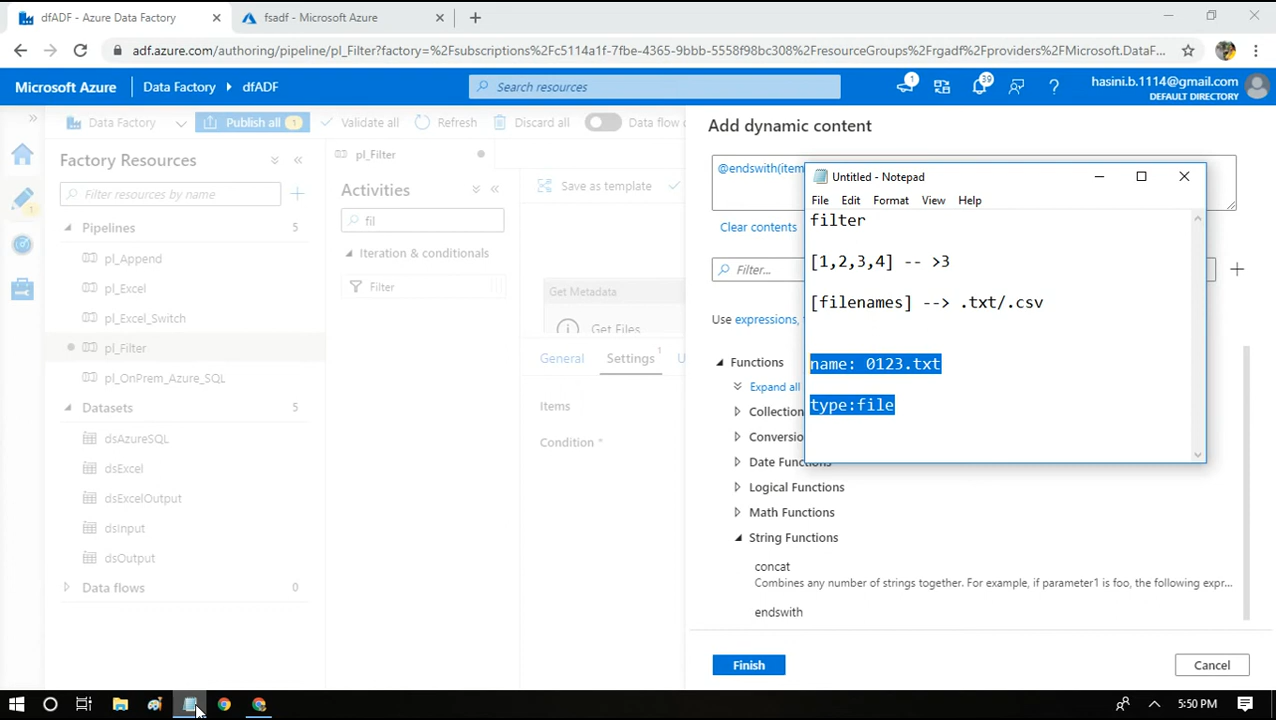 dfADF - Azure Data Factory
fsadf - Microsoft Azure
adf.azure.com/authoring/pipeline/pl_Filter?factory=%2Fsubscriptions%2Fc5114a1f-7fbe-4365-9bbb-5558f98bc308%2FresourceGroups%2Frgadf%2Fproviders%2FMicrosoft.DataF...
Microsoft Azure
Data Factory
dfADF
Search resources
1
39
hasini.b.1114@gmail.com
DEFAULT DIRECTORY
Data Factory
Publish all
1
Validate all
Refresh
Discard all
Data flow
Add dynamic content
Factory Resources
pl_Filter
@endswith(item
Untitled - Notepad
Filter resources by name
Activities
Save as template
File
Edit
Format
View
Help
fil
filter
Pipelines
5
Clear contents
pl_Append
Iteration & conditionals
[1,2,3,4] -- >3
Filter...
pl_Excel
Filter
Get Metadata
[filenames] --> .txt/.csv
pl_Excel_Switch
Get Files
Use expressions,
pl_Filter
General
Settings
1
Functions
name: 0123.txt
pl_OnPrem_Azure_SQL
Expand all
Datasets
5
Items
Collection
type:file
dsAzureSQL
Condition *
Conversion
dsExcel
Date Functions
dsExcelOutput
Logical Functions
dsInput
Math Functions
dsOutput
String Functions
Data flows
0
concat
Combines any number of strings together. For example, if parameter1 is foo, the following expr...
endswith
Finish
Cancel
5:50 PM